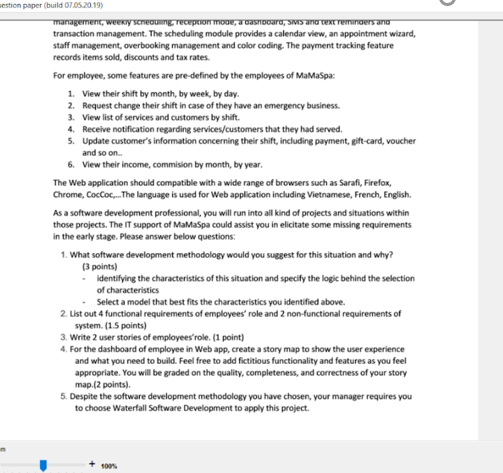 estion paper (build 07.05.20.19)
management, weekly scheduling, reception mode, a dashboard, SMS and text reminders and
transaction management. The scheduling module provides a calendar view, an appointment wizard,
staff management, overbooking management and color coding. The payment tracking feature
records items sold, discounts and tax rates.
For employee, some features are pre-defined by the employees of MaMaSpa:
1. View their shift by month, by week, by day.
2. Request change their shift in case of they have an emergency business.
3. View list of services and customers by shift.
4. Receive notification regarding services/customers that they had served.
5. Update customer's information concerning their shift, including payment, gift-card, voucher
and so on..
6. View their income, commision by month, by year.
The Web application should compatible with a wide range of browsers such as Sarafi, Firefox,
Chrome, CocCoc,...The language is used for Web application including Vietnamese, French, English.
As a software development professional, you will run into all kind of projects and situations within
those projects. The IT support of MaMaSpa could assist you in elicitate some missing requirements
in the early stage. Please answer below questions:
1. What software development methodology would you suggest for this situation and why?
(3 points)
- identifying the characteristics of this situation and specify the logic behind the selection
of characteristics
- Select a model that best fits the characteristics you identified above.
2. List out 4 functional requirements of employees' role and 2 non-functional requirements of
system. (1.5 points)
3. Write 2 user stories of employees'role. (1 point)
4. For the dashboard of employee in Web app, create a story map to show the user experience
and what you need to build. Feel free to add fictitious functionality and features as you feel
appropriate. You will be graded on the quality, completeness, and correctness of your story
map.(2 points).
5. Despite the software development methodology you have chosen, your manager requires you
to choose Waterfall Software Development to apply this project.
m
+ 100%